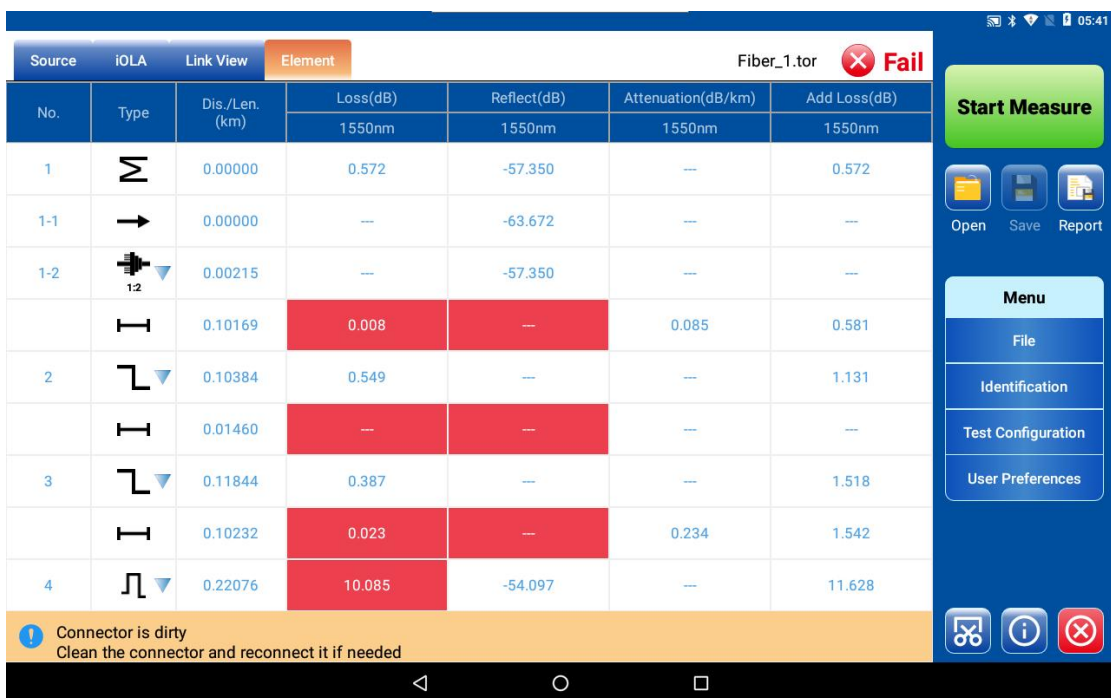 05:41
Source iOLA Link View Element Fiber_1.tor Fail
No. Type Dis./Len. (km) Loss(dB) Reflect(dB) Attenuation(dB/km) Add Loss(dB)
1550nm 1550nm 1550nm 1550nm
1 0.00000 0.572 -57.350 --- 0.572
1-1 0.00000 --- -63.672 --- ---
1-2 1:2 0.00215 --- -57.350 --- ---
0.10169 0.008 --- 0.085 0.581
2 0.10384 0.549 --- --- 1.131
0.01460 --- --- --- ---
3 0.11844 0.387 --- --- 1.518
0.10232 0.023 --- 0.234 1.542
4 0.22076 10.085 -54.097 --- 11.628
Connector is dirty
Clean the connector and reconnect it if needed
Start Measure
Open Save Report
Menu
File
Identification
Test Configuration
User Preferences